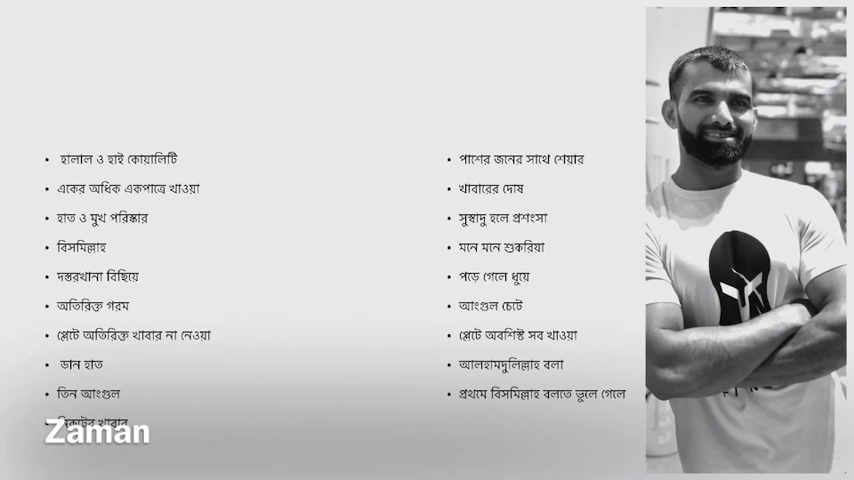 হালাল ও হাই কোয়ালিটি
একের অধিক একপাত্রে খাওয়া
হাত ও মুখ পরিষ্কার
বিসমিল্লাহ
দস্তরখানা বিছিয়ে
অতিরিক্ত গরম
প্লেটে অতিরিক্ত খাবার না নেওয়া
ডান হাত
তিন আংগুল
খাবার
পাশের জনের সাথে শেয়ার
খাবারের দোষ
সুস্বাদু হলে প্রশংসা
মনে মনে শুকরিয়া
পড়ে গেলে ধুয়ে
আংগুল চেটে
প্লেটে অবশিস্ট সব খাওয়া
আলহামদুলিল্লাহ বলা
প্রথমে বিসমিল্লাহ বলতে ভুলে গেলে
Zaman